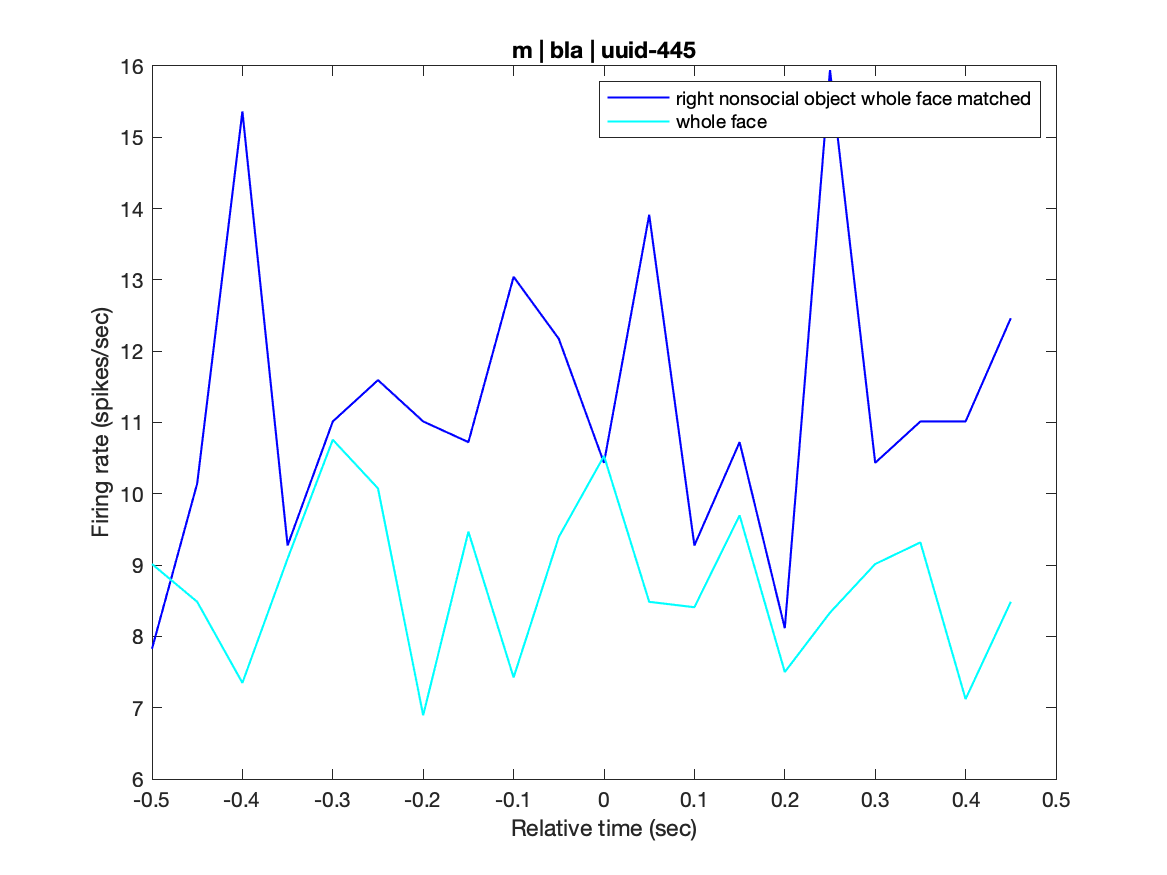 m | bla | uuid-445
right nonsocial object whole face matched
whole face
Firing rate (spikes/sec)
16
15
14
13
12
11
10
9
8
7
6
-0.5 -0.4 -0.3 -0.2 -0.1 0 0.1 0.2 0.3 0.4 0.5
Relative time (sec)